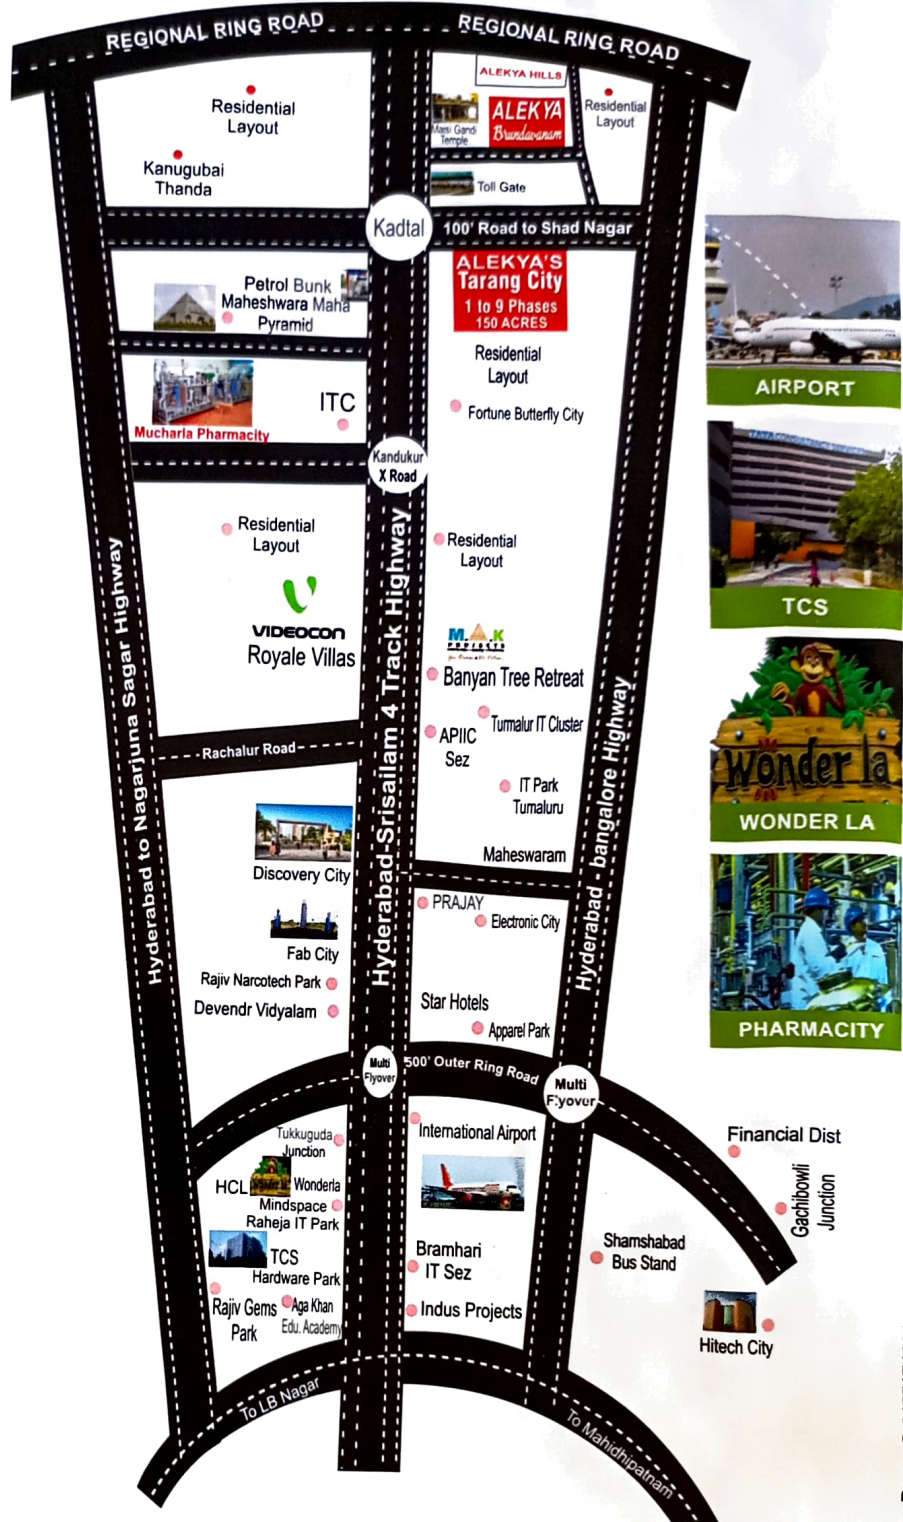 REGIONAL RING ROAD
REGIONAL RING ROAD
ALEKYA HILLS
Residential
Layout
Maisi Gandi
Temple
ALEKYA
Brundavanam
Residential
Layout
Kanugubai
Thanda
Toll Gate
Kadtal
100' Road to Shad Nagar
Petrol Bunk
Maheshwara Maha
Pyramid
ALEKYA'S
Tarang City
1 to 9 Phases
150 ACRES
Residential
Layout
Fortune Butterfly City
AIRPORT
ITC
Mucharla Pharmacity
Kandukur
X Road
Residential
Layout
Residential
Layout
TCS
VIDEOCON
Royale Villas
M.A.K
PROJECTS
Banyan Tree Retreat
Turmalur IT Cluster
APIIC
Sez
IT Park
Tumaluru
Maheswaram
Wonder la
WONDER LA
Hyderabad to Nagarjuna Sagar Highway
Hyderabad-Srisailam 4 Track Highway
Hyderabad - bangalore Highway
Rachalur Road
Discovery City
Fab City
Rajiv Narcotech Park
Devendr Vidyalam
PRAJAY
Electronic City
Star Hotels
Apparel Park
PHARMACITY
Multi
Flyover
500' Outer Ring Road
Multi
Flyover
Tukkuguda
Junction
HCL
Wonderla
Mindspace
Raheja IT Park
TCS
Hardware Park
Rajiv Gems
Park
Aga Khan
Edu. Academy
International Airport
Bramhari
IT Sez
Indus Projects
Financial Dist
Gachibowli
Junction
Shamshabad
Bus Stand
Hitech City
To LB Nagar
To Mahidhipatnam